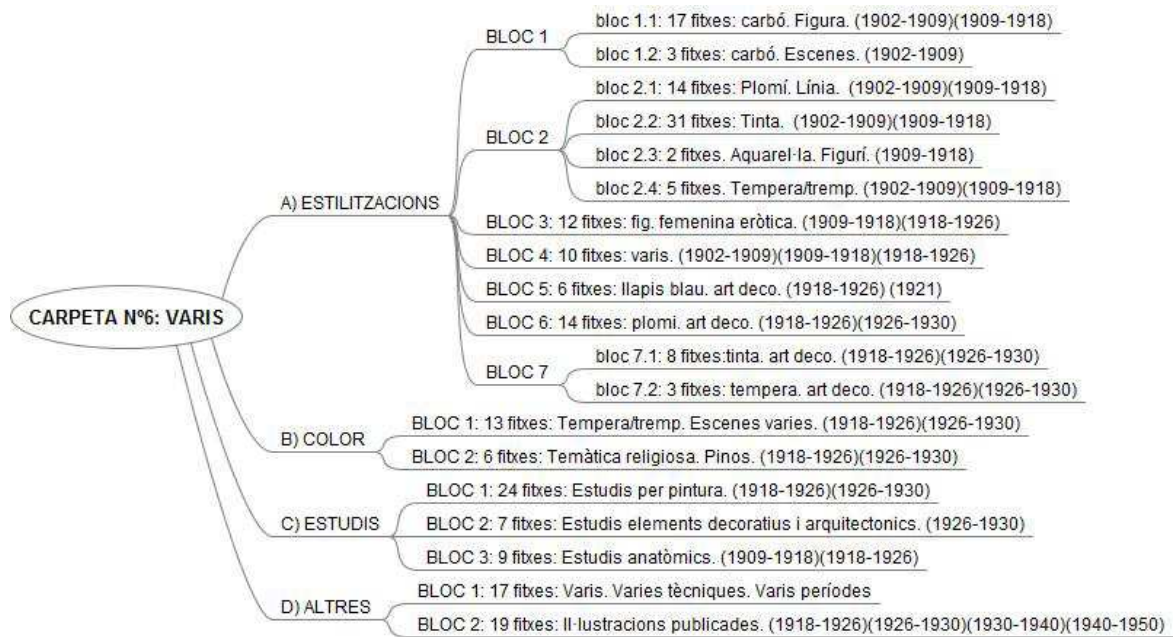 CARPETA Nº6: VARIS
A) ESTILITZACIONS
BLOC 1
bloc 1.1: 17 fitxes: carbó. Figura. (1902-1909)(1909-1918)
bloc 1.2: 3 fitxes: carbó. Escenes. (1902-1909)
BLOC 2
bloc 2.1: 14 fitxes: Plomí. Línia. (1902-1909)(1909-1918)
bloc 2.2: 31 fitxes: Tinta. (1902-1909)(1909-1918)
bloc 2.3: 2 fitxes. Aquarel·la. Figurí. (1909-1918)
bloc 2.4: 5 fitxes. Tempera/tremp. (1902-1909)(1909-1918)
BLOC 3: 12 fitxes: fig. femenina eròtica. (1909-1918)(1918-1926)
BLOC 4: 10 fitxes: varis. (1902-1909)(1909-1918)(1918-1926)
BLOC 5: 6 fitxes: llapis blau. art deco. (1918-1926) (1921)
BLOC 6: 14 fitxes: plomi. art deco. (1918-1926)(1926-1930)
BLOC 7
bloc 7.1: 8 fitxes:tinta. art deco. (1918-1926)(1926-1930)
bloc 7.2: 3 fitxes: tempera. art deco. (1918-1926)(1926-1930)
B) COLOR
BLOC 1: 13 fitxes: Tempera/tremp. Escenes varies. (1918-1926)(1926-1930)
BLOC 2: 6 fitxes: Temàtica religiosa. Pinos. (1918-1926)(1926-1930)
C) ESTUDIS
BLOC 1: 24 fitxes: Estudis per pintura. (1918-1926)(1926-1930)
BLOC 2: 7 fitxes: Estudis elements decoratius i arquitectonics. (1926-1930)
BLOC 3: 9 fitxes: Estudis anatòmics. (1909-1918)(1918-1926)
D) ALTRES
BLOC 1: 17 fitxes: Varis. Varies tècniques. Varis períodes
BLOC 2: 19 fitxes: Il·lustracions publicades. (1918-1926)(1926-1930)(1930-1940)(1940-1950)